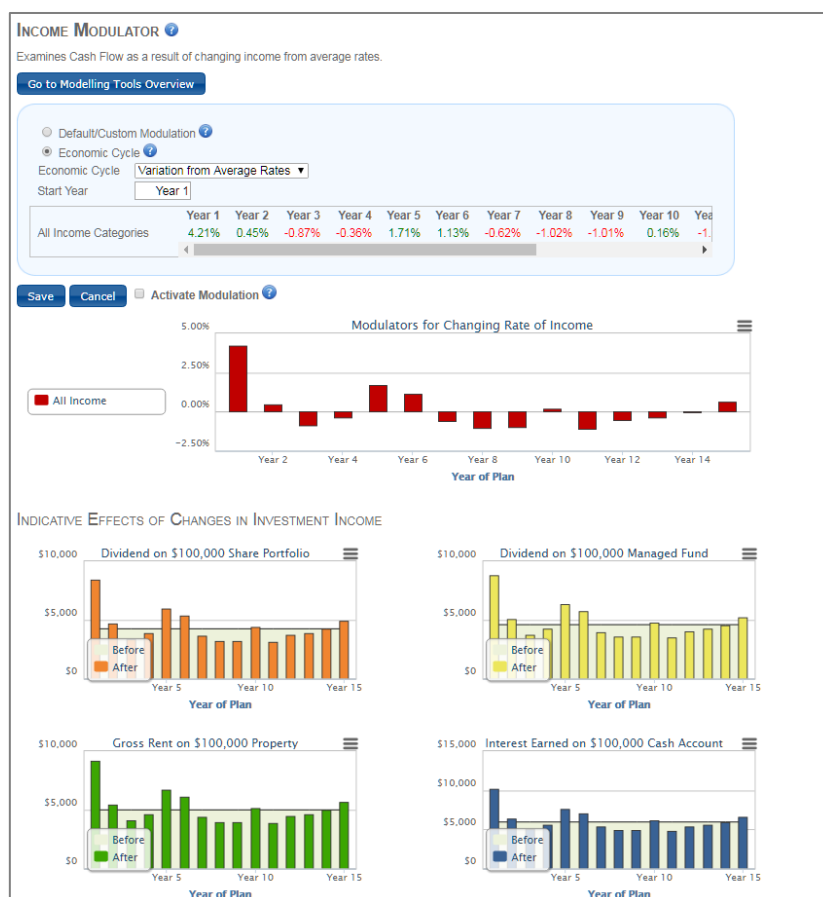 INCOME MODULATOR ?
Examines Cash Flow as a result of changing income from average rates.
Go to Modelling Tools Overview
Default/Custom Modulation ?
Economic Cycle ?
Economic Cycle Variation from Average Rates ▼
Start Year Year 1
Year 1 Year 2 Year 3 Year 4 Year 5 Year 6 Year 7 Year 8 Year 9 Year 10 Yea
All Income Categories 4.21% 0.45% -0.87% -0.36% 1.71% 1.13% -0.62% -1.02% -1.01% 0.16% -1.
Save Cancel Activate Modulation ?
Modulators for Changing Rate of Income
5.00%
2.50%
0.00%
-2.50%
All Income
Year 2 Year 4 Year 6 Year 8 Year 10 Year 12 Year 14
Year of Plan
INDICATIVE EFFECTS OF CHANGES IN INVESTMENT INCOME
Dividend on $100,000 Share Portfolio
$10,000
$5,000
$0
Before
After
Year 5 Year 10 Year 15
Year of Plan
Dividend on $100,000 Managed Fund
$10,000
$5,000
$0
Before
After
Year 5 Year 10 Year 15
Year of Plan
Gross Rent on $100,000 Property
$10,000
$5,000
$0
Before
After
Year 5 Year 10 Year 15
Year of Plan
Interest Earned on $100,000 Cash Account
$15,000
$10,000
$5,000
$0
Before
After
Year 5 Year 10 Year 15
Year of Plan